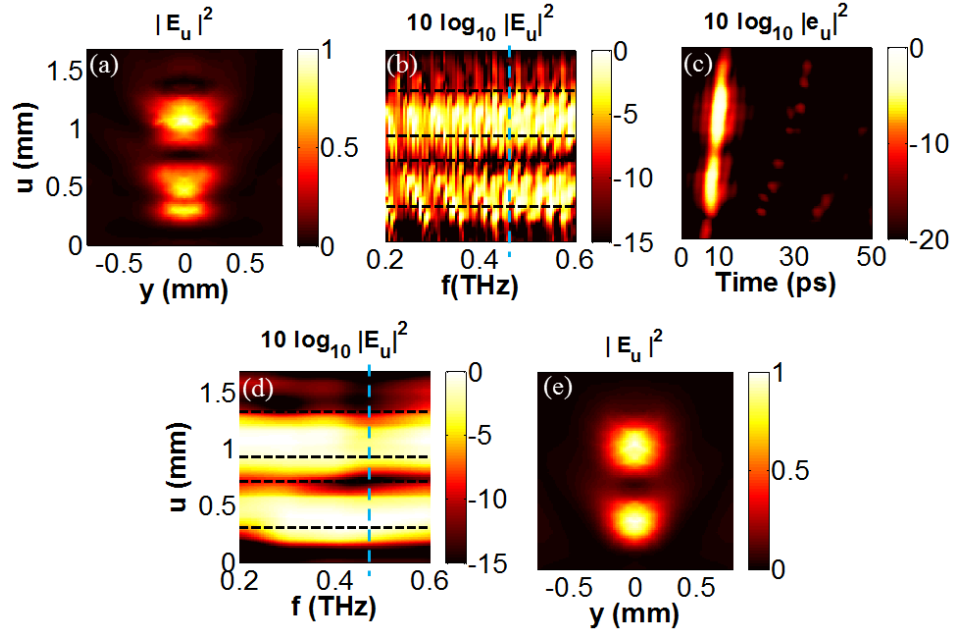 | E_u |^2
10 log_10 |E_u|^2
10 log_10 |e_u|^2
(a)
(b)
(c)
u (mm)
1.5
1
0.5
0
-0.5 0 0.5
y (mm)
1
0.5
0
0.2 0.4 0.6
f(THz)
0
-5
-10
-15
0 10 30 50
Time (ps)
0
-10
-20
10 log_10 |E_u|^2
| E_u |^2
(d)
(e)
u (mm)
1.5
1
0.5
0
0.2 0.4 0.6
f (THz)
0
-5
-10
-15
-0.5 0 0.5
y (mm)
1
0.5
0